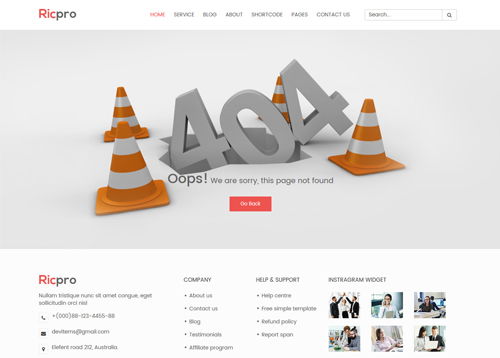 Ricpro
HOME SERVICE BLOG ABOUT SHORTCODE PAGES CONTACT US
Search...
404
Oops! We are sorry, this page not found
Go Back
Ricpro
Nullam tristique nunc sit amet congue, eget
sollicitudin orci nisl
+(000)88-123-4455-88
devitems@gmail.com
Elefent road 212, Australia
COMPANY
About us
Contact us
Blog
Testimonials
Affiliate program
HELP & SUPPORT
Help centre
Free simple template
Refund policy
Report span
INSTRAGROM WIDGET